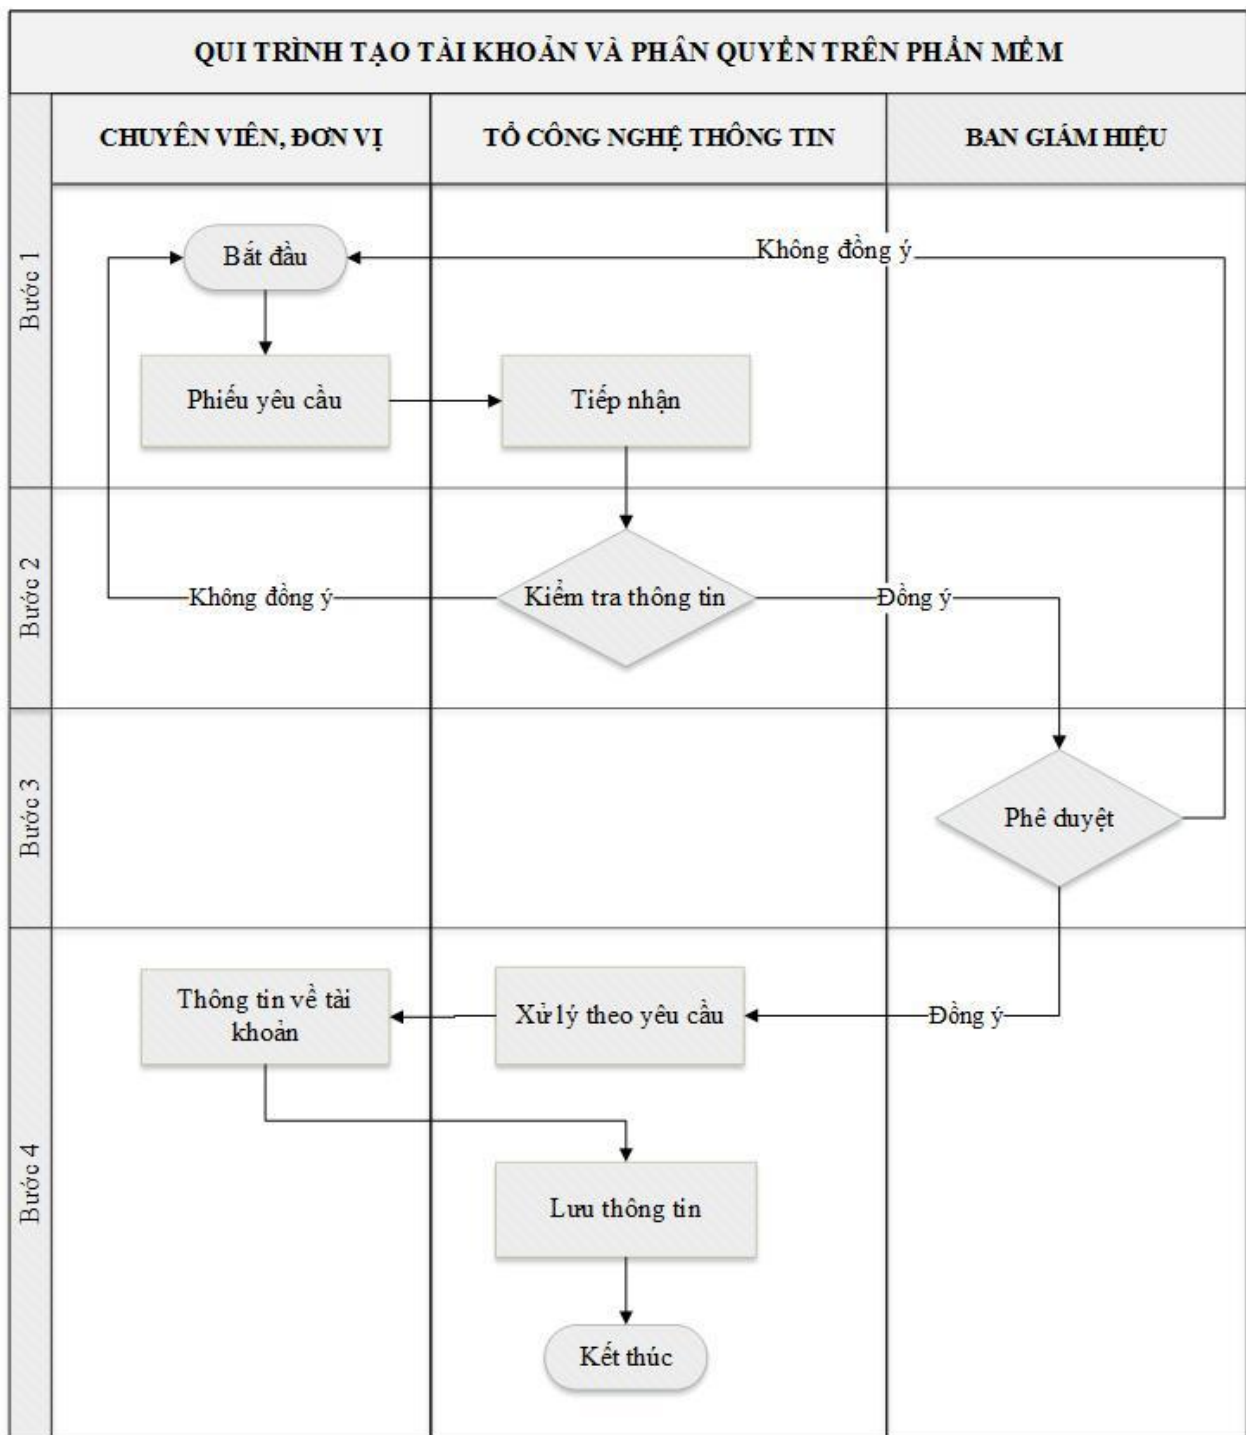 QUI TRÌNH TẠO TÀI KHOẢN VÀ PHÂN QUYỀN TRÊN PHẦN MỀM
CHUYÊN VIÊN, ĐƠN VỊ
TỔ CÔNG NGHỆ THÔNG TIN
BAN GIÁM HIỆU
Bước 1
Bắt đầu
Không đồng ý
Phiếu yêu cầu
Tiếp nhận
Bước 2
Không đồng ý
Kiểm tra thông tin
Đồng ý
Bước 3
Phê duyệt
Bước 4
Thông tin về tài
khoản
Xử lý theo yêu cầu
Đồng ý
Lưu thông tin
Kết thúc